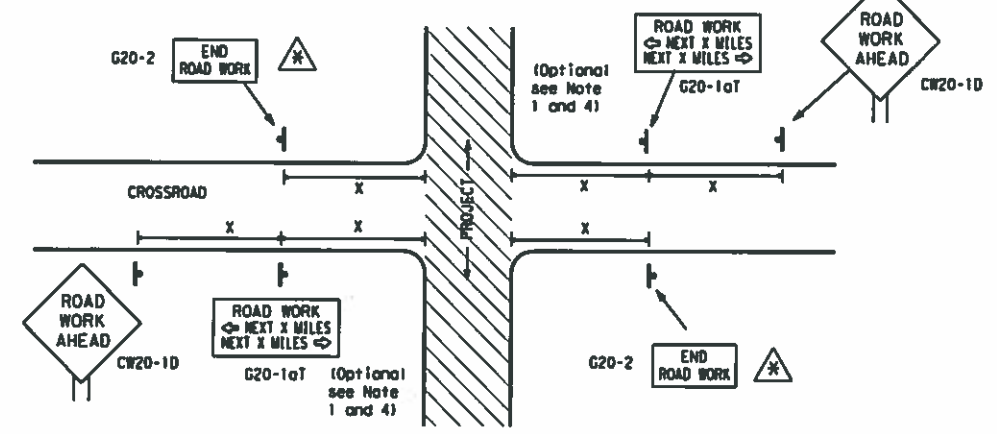 G20-2
END
ROAD WORK
*
(Optional
see Note
1 and 4)
ROAD WORK
⇦ NEXT X MILES
NEXT X MILES ⇨
G20-1aT
ROAD
WORK
AHEAD
CW20-1D
CROSSROAD
X
X
X
X
X
X
PROJECT
ROAD
WORK
AHEAD
CW20-1D
ROAD WORK
⇦ NEXT X MILES
NEXT X MILES ⇨
G20-1aT
(Optional
see Note
1 and 4)
G20-2
END
ROAD WORK
*